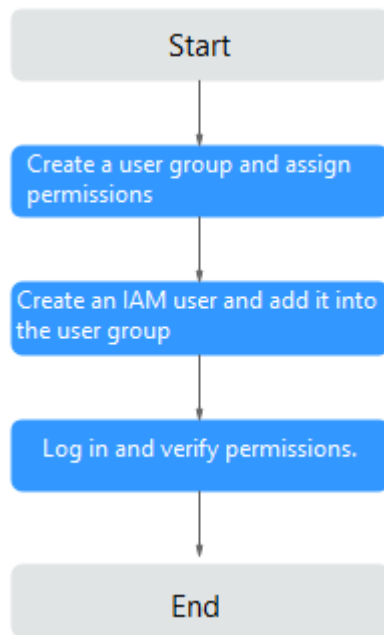 Start
Create a user group and assign
permissions
Create an IAM user and add it into
the user group
Log in and verify permissions.
End